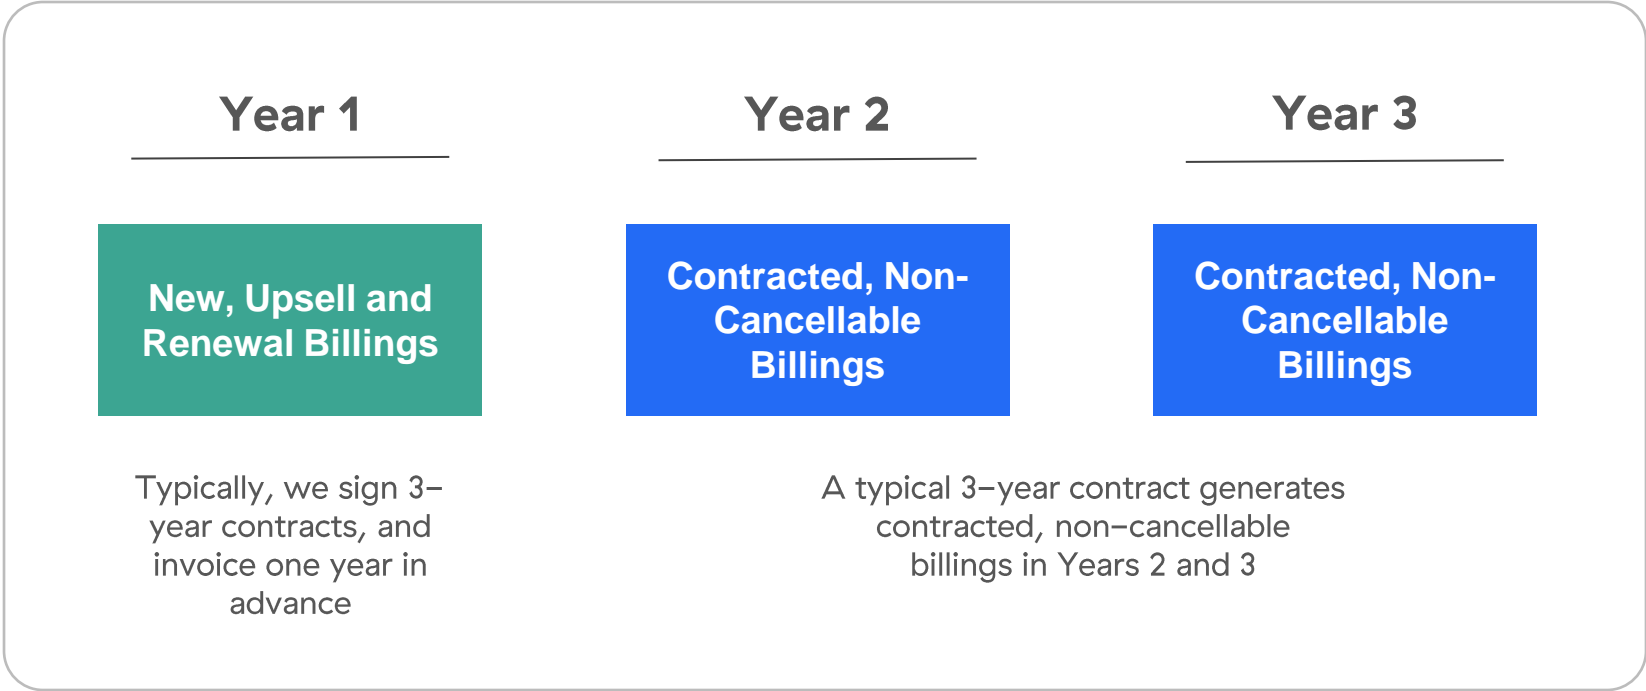 Year 1
Year 2
Year 3
New, Upsell and
Renewal Billings
Contracted, Non-
Cancellable
Billings
Contracted, Non-
Cancellable
Billings
Typically, we sign 3-
year contracts, and
invoice one year in
advance
A typical 3-year contract generates
contracted, non-cancellable
billings in Years 2 and 3